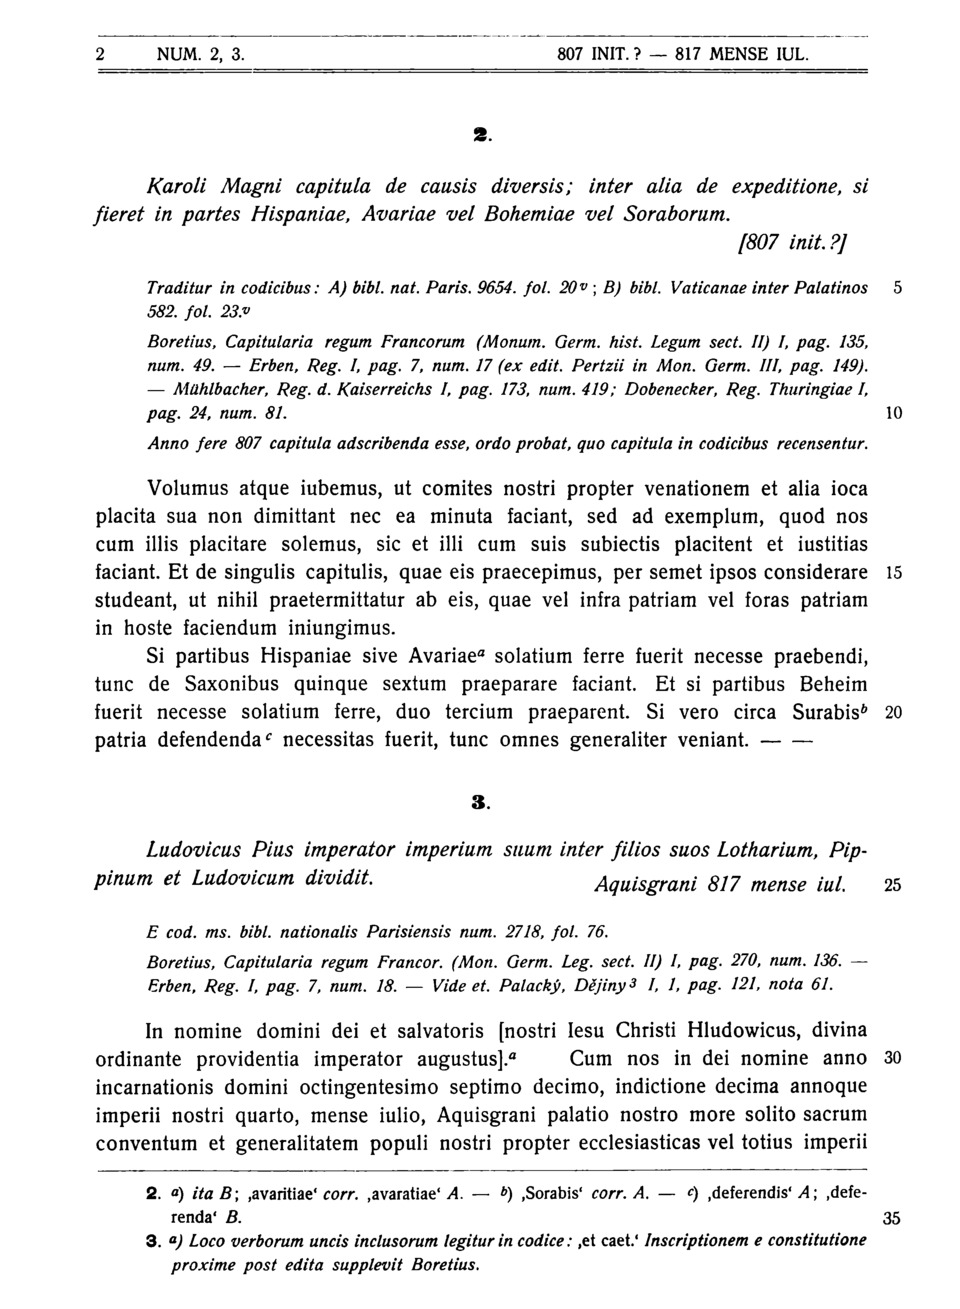 2 NUM. 2, 3. 807 INIT. ? — 817 MENSE IUL.
2.
Karoli Magni capitula de causis diversis; inter alia de expeditione, si
fieret in partes Hispaniae, Avariae vel Bohemiae vel Soraborum.
[807 init. ?]
Traditur in codicibus: A) bibl. nat. Paris. 9654. fol. 20v; B) bibl. Vaticanae inter Palatinos 5
582. fol. 23.v
Boretius, Capitularia regum Francorum (Monum. Germ. hist. Legum sect. II) I, pag. 135,
num. 49. — Erben, Reg. I, pag. 7, num. 17 (ex edit. Pertzii in Mon. Germ. III, pag. 149).
— Mühlbacher, Reg. d. Kaiserreichs I, pag. 173, num. 419; Dobenecker, Reg. Thuringiae I,
pag. 24, num. 81. 10
Anno fere 807 capitula adscribenda esse, ordo probat, quo capitula in codicibus recensentur.
Volumus atque iubemus, ut comites nostri propter venationem et alia ioca
placita sua non dimittant nec ea minuta faciant, sed ad exemplum, quod nos
cum illis placitare solemus, sic et illi cum suis subiectis placitent et iustitias
faciant. Et de singulis capitulis, quae eis praecepimus, per semet ipsos considerare 15
studeant, ut nihil praetermittatur ab eis, quae vel infra patriam vel foras patriam
in hoste faciendum iniungimus.
Si partibus Hispaniae sive Avariaea solatium ferre fuerit necesse praebendi,
tunc de Saxonibus quinque sextum praeparare faciant. Et si partibus Beheim
fuerit necesse solatium ferre, duo tercium praeparent. Si vero circa Surabisb 20
patria defendendac necessitas fuerit, tunc omnes generaliter veniant. — —
3.
Ludovicus Pius imperator imperium suum inter filios suos Lotharium, Pip-
pinum et Ludovicum dividit. Aquisgrani 817 mense iul. 25
E cod. ms. bibl. nationalis Parisiensis num. 2718, fol. 76.
Boretius, Capitularia regum Francor. (Mon. Germ. Leg. sect. II) I, pag. 270, num. 136. —
Erben, Reg. I, pag. 7, num. 18. — Vide et. Palacký, Dějiny3 I, 1, pag. 121, nota 61.
In nomine domini dei et salvatoris [nostri Iesu Christi Hludowicus, divina
ordinante providentia imperator augustus].a Cum nos in dei nomine anno 30
incarnationis domini octingentesimo septimo decimo, indictione decima annoque
imperii nostri quarto, mense iulio, Aquisgrani palatio nostro more solito sacrum
conventum et generalitatem populi nostri propter ecclesiasticas vel totius imperii
2. a) ita B; ‚avaritiae‘ corr. ‚avaratiae‘ A. — b) ‚Sorabis‘ corr. A. — c) ‚deferendis‘ A; ‚defe-
renda‘ B. 35
3. a) Loco verborum uncis inclusorum legitur in codice: ‚et caet.‘ Inscriptionem e constitutione
proxime post edita supplevit Boretius.